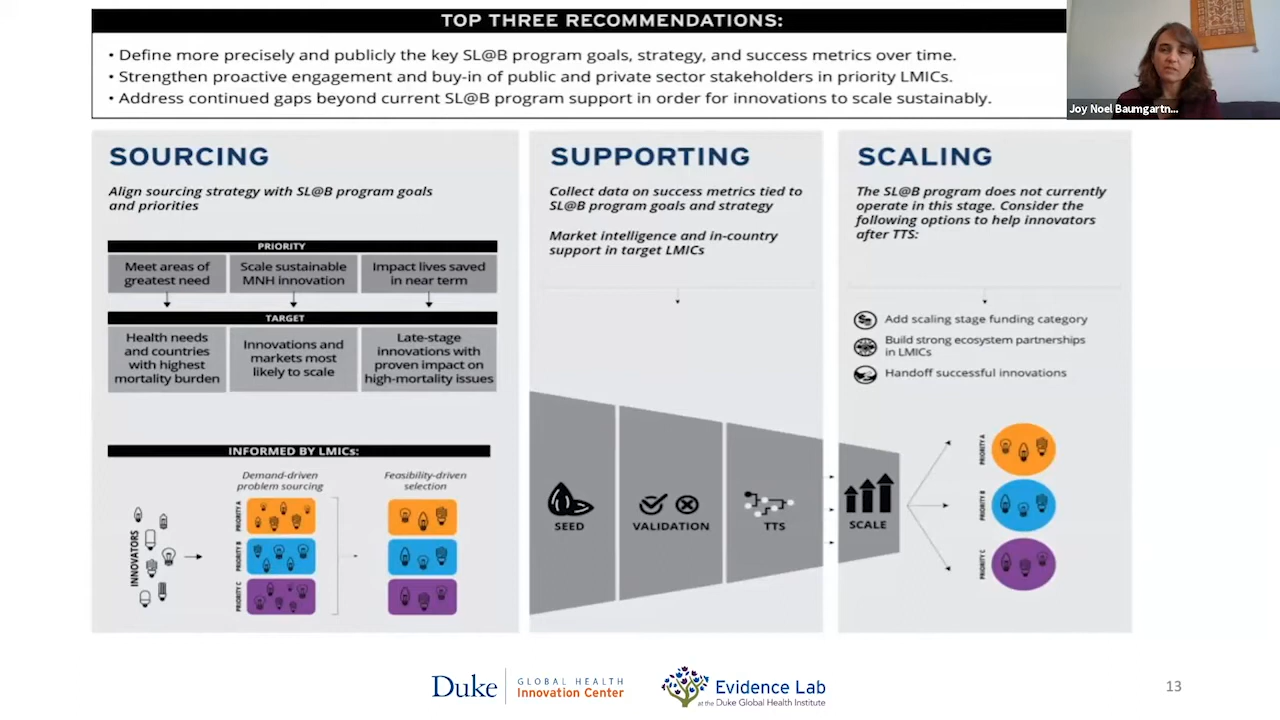 TOP THREE RECOMMENDATIONS:
• Define more precisely and publicly the key SL@B program goals, strategy, and success metrics over time.
• Strengthen proactive engagement and buy-in of public and private sector stakeholders in priority LMICs.
• Address continued gaps beyond current SL@B program support in order for innovations to scale sustainably.
Joy Noel Baumgartn...
SOURCING
Align sourcing strategy with SL@B program goals
and priorities
PRIORITY
Meet areas of
greatest need
Scale sustainable
MNH innovation
Impact lives saved
in near term
TARGET
Health needs
and countries
with highest
mortality burden
Innovations and
markets most
likely to scale
Late-stage
innovations with
proven impact on
high-mortality issues
INFORMED BY LMICs:
Demand-driven
problem sourcing
Feasibility-driven
selection
INNOVATORS
PRIORITY A
PRIORITY B
PRIORITY C
SUPPORTING
Collect data on success metrics tied to
SL@B program goals and strategy
Market intelligence and in-country
support in target LMICs
SEED
VALIDATION
TTS
SCALING
The SL@B program does not currently
operate in this stage. Consider the
following options to help innovators
after TTS:
Add scaling stage funding category
Build strong ecosystem partnerships
in LMICs
Handoff successful innovations
SCALE
PRIORITY A
PRIORITY B
PRIORITY C
Duke
GLOBAL HEALTH
Innovation Center
Evidence Lab
at the Duke Global Health Institute
13